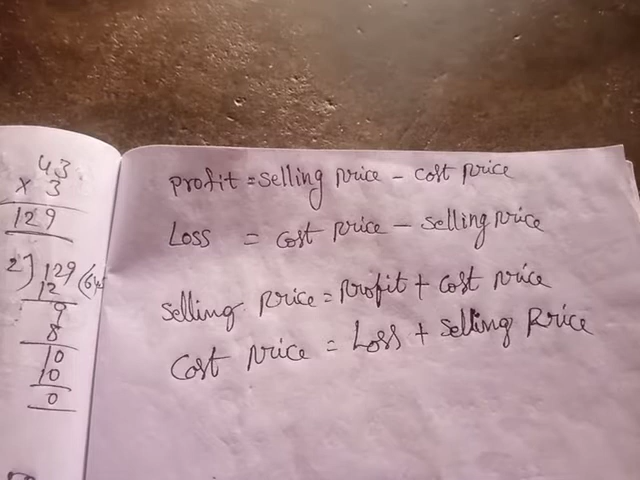 43
× 3
129
2) 129 (64
12
9
8
10
10
0
profit = selling price - cost price
Loss = cost price - selling price
selling price = profit + cost price
cost price = Loss + selling Price